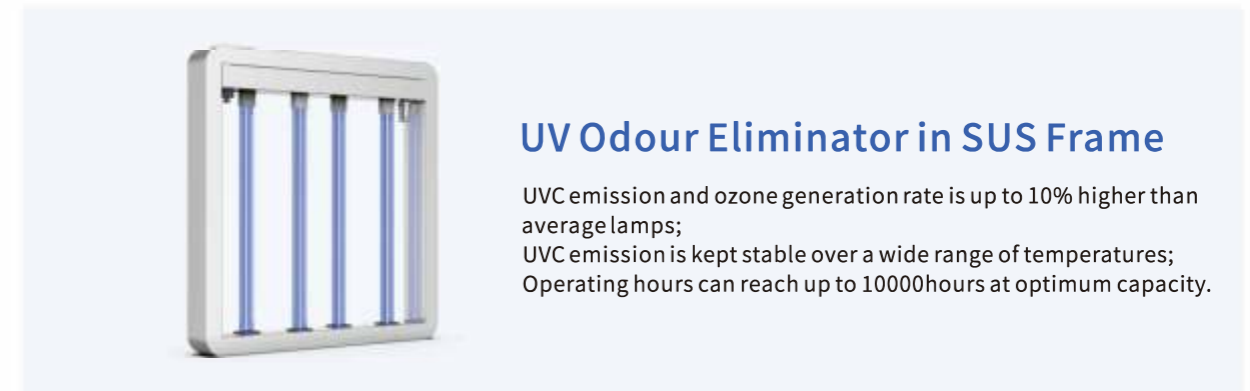 UV Odour Eliminator in SUS Frame
UVC emission and ozone generation rate is up to 10% higher than
average lamps;
UVC emission is kept stable over a wide range of temperatures;
Operating hours can reach up to 10000hours at optimum capacity.